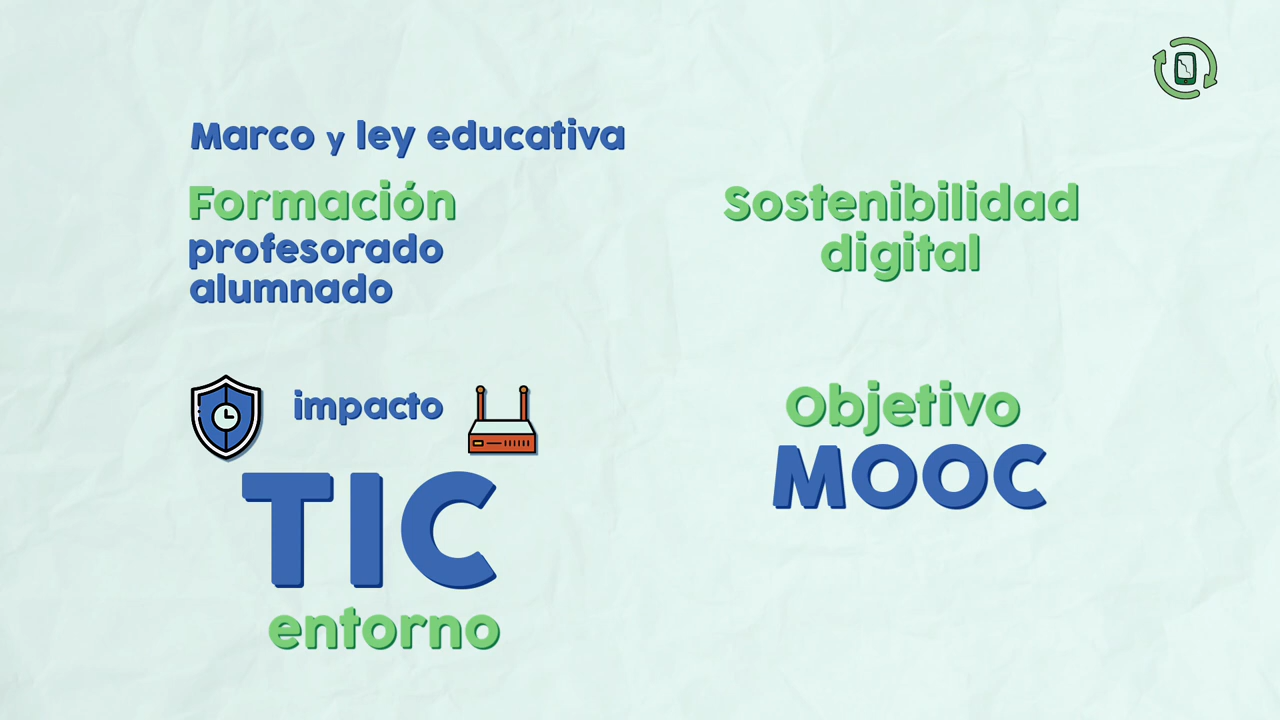 Marco y ley educativa
Formación
profesorado
alumnado
impacto
TIC
entorno
Sostenibilidad
digital
Objetivo
MOOC